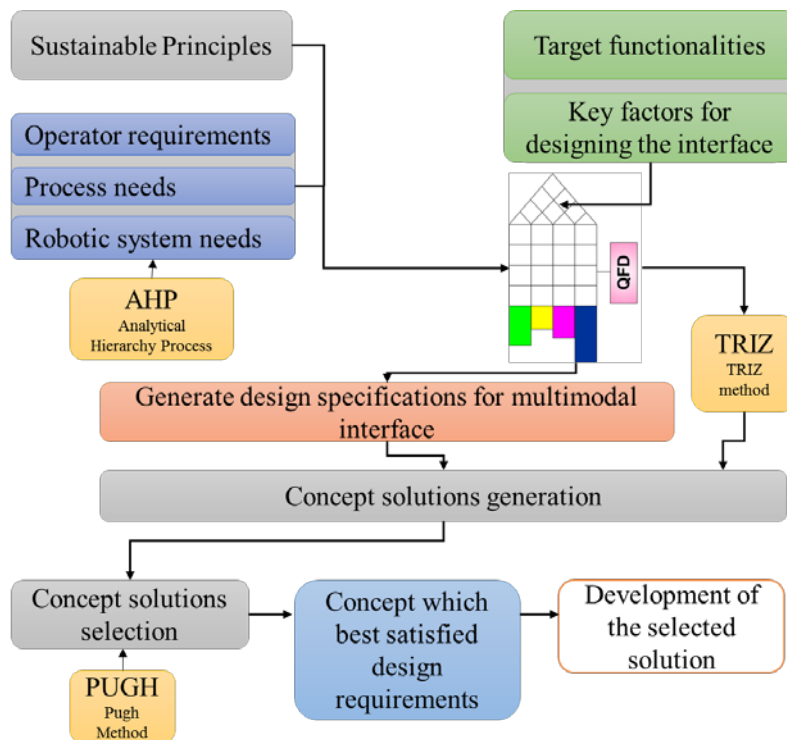 Sustainable Principles
Target functionalities
Key factors for
designing the interface
Operator requirements
Process needs
Robotic system needs
AHP
Analytical
Hierarchy Process
QFD
TRIZ
TRIZ
method
Generate design specifications for multimodal
interface
Concept solutions generation
Concept solutions
selection
PUGH
Pugh
Method
Concept which
best satisfied
design
requirements
Development of
the selected
solution